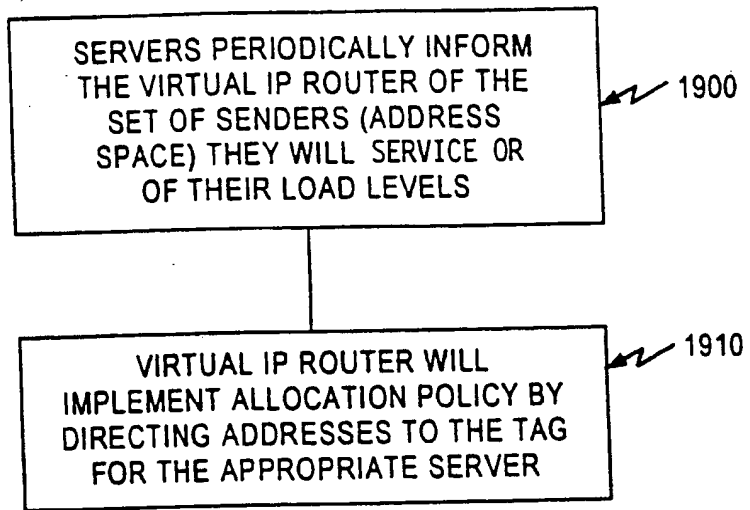 SERVERS PERIODICALLY INFORM
THE VIRTUAL IP ROUTER OF THE
SET OF SENDERS (ADDRESS
SPACE) THEY WILL SERVICE OR
OF THEIR LOAD LEVELS
1900
VIRTUAL IP ROUTER WILL
IMPLEMENT ALLOCATION POLICY BY
DIRECTING ADDRESSES TO THE TAG
FOR THE APPROPRIATE SERVER
1910